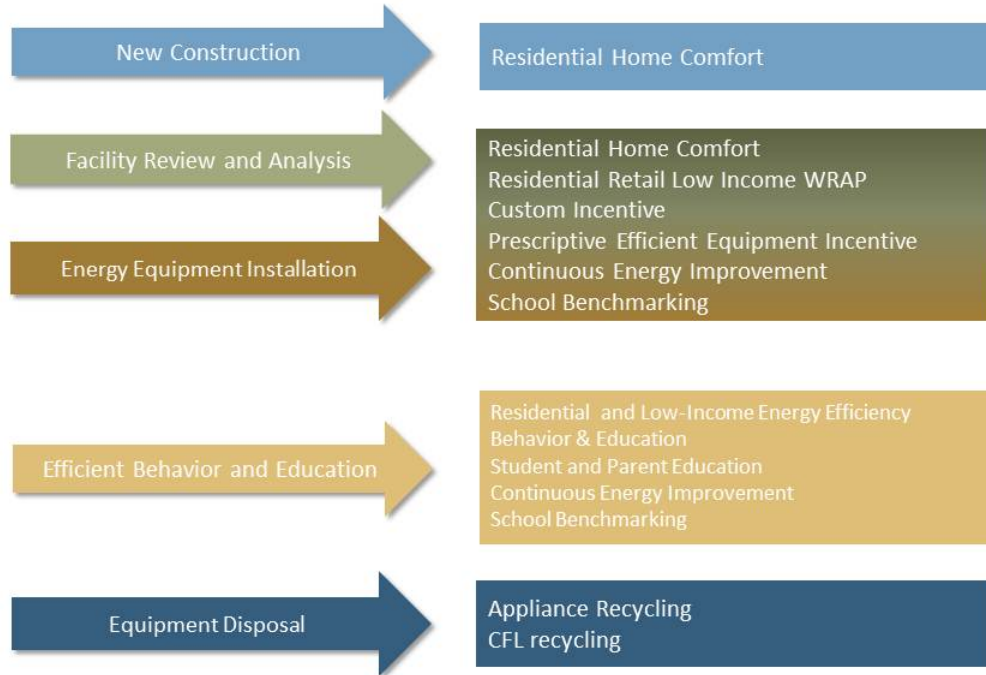 New Construction
Residential Home Comfort
Facility Review and Analysis
Energy Equipment Installation
Residential Home Comfort
Residential Retail Low Income WRAP
Custom Incentive
Prescriptive Efficient Equipment Incentive
Continuous Energy Improvement
School Benchmarking
Efficient Behavior and Education
Residential and Low-Income Energy Efficiency
Behavior & Education
Student and Parent Education
Continuous Energy Improvement
School Benchmarking
Equipment Disposal
Appliance Recycling
CFL recycling